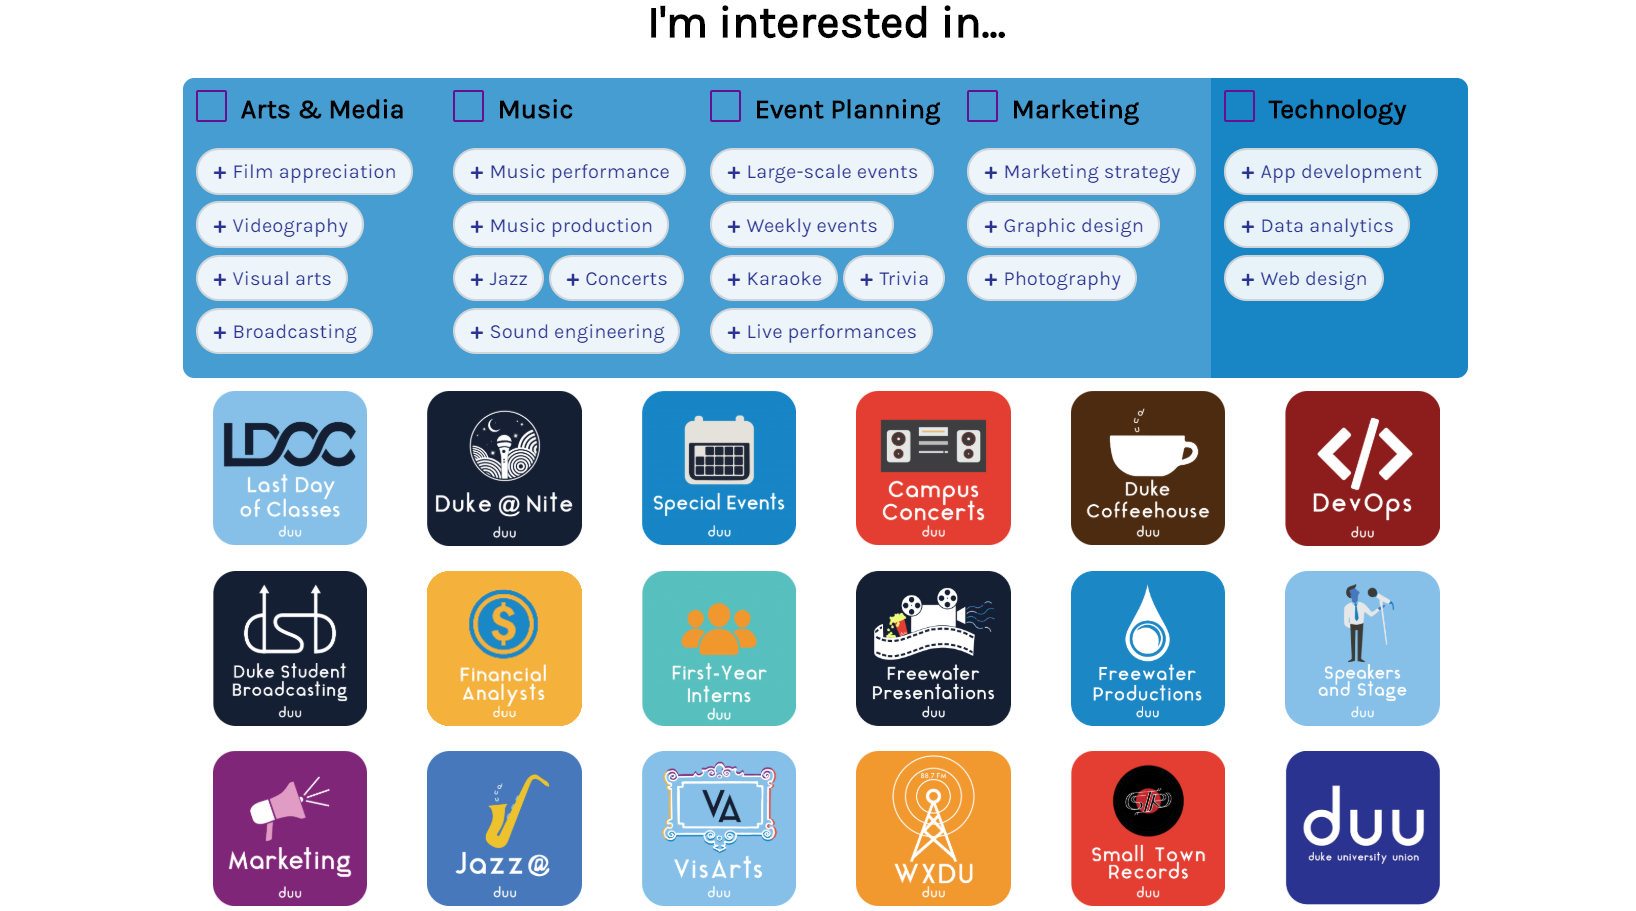 I'm interested in...
Arts & Media
+ Film appreciation
+ Videography
+ Visual arts
+ Broadcasting
Music
+ Music performance
+ Music production
+ Jazz + Concerts
+ Sound engineering
Event Planning
+ Large-scale events
+ Weekly events
+ Karaoke + Trivia
+ Live performances
Marketing
+ Marketing strategy
+ Graphic design
+ Photography
Technology
+ App development
+ Data analytics
+ Web design
LDOC
Last Day
of Classes
duu
Duke @ Nite
duu
Special Events
duu
Campus
Concerts
duu
Duke
Coffeehouse
duu
</>
DevOps
duu
dsb
Duke Student
Broadcasting
duu
$
Financial
Analysts
duu
First-Year
Interns
duu
Freewater
Presentations
duu
Freewater
Productions
duu
Speakers
and Stage
duu
Marketing
duu
Jazz@
duu
VA
VisArts
duu
88.7 FM
WXDU
duu
Small Town
Records
duu
duu
duke university union